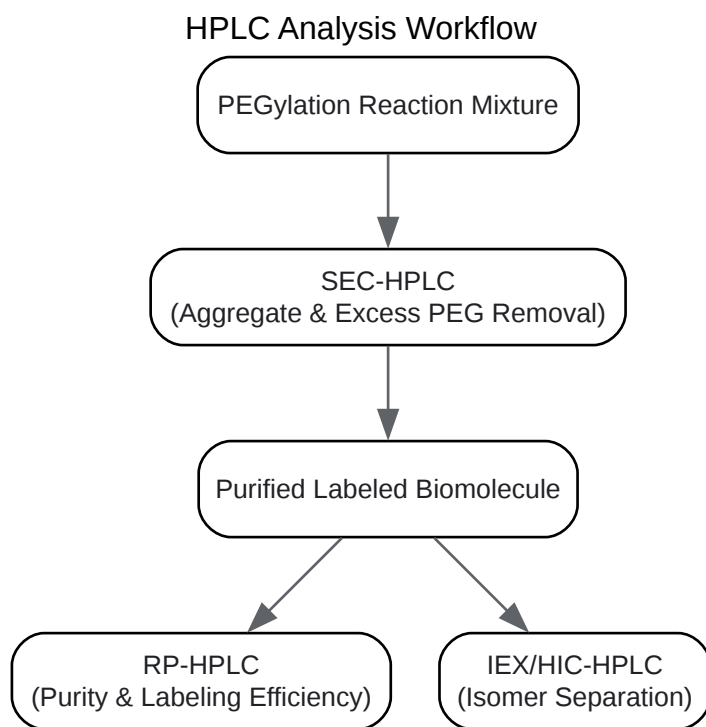 HPLC Analysis Workflow
PEGylation Reaction Mixture
SEC-HPLC
(Aggregate & Excess PEG Removal)
Purified Labeled Biomolecule
RP-HPLC
(Purity & Labeling Efficiency)
IEX/HIC-HPLC
(Isomer Separation)